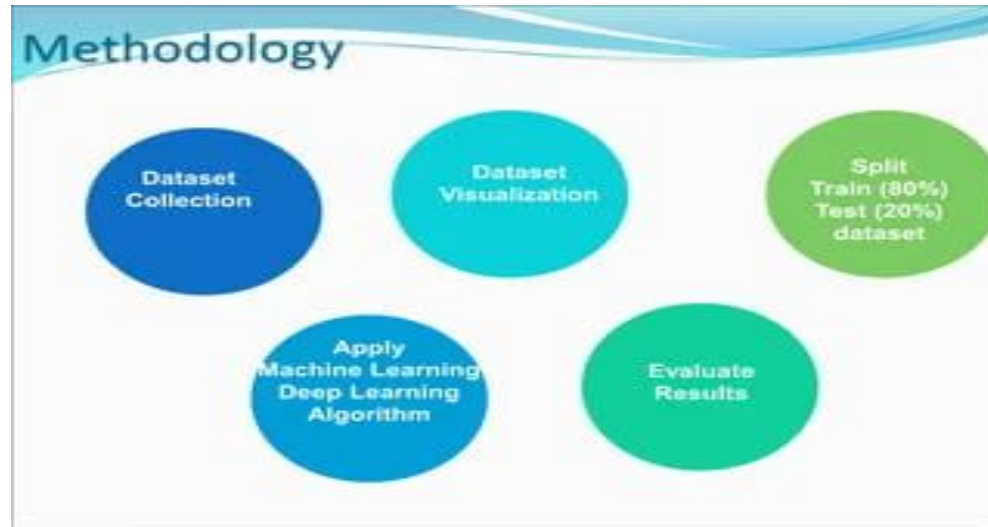 Methodology
Dataset
Collection
Dataset
Visualization
Split
Train (80%)
Test (20%)
dataset
Apply
Machine Learning
Deep Learning
Algorithm
Evaluate
Results